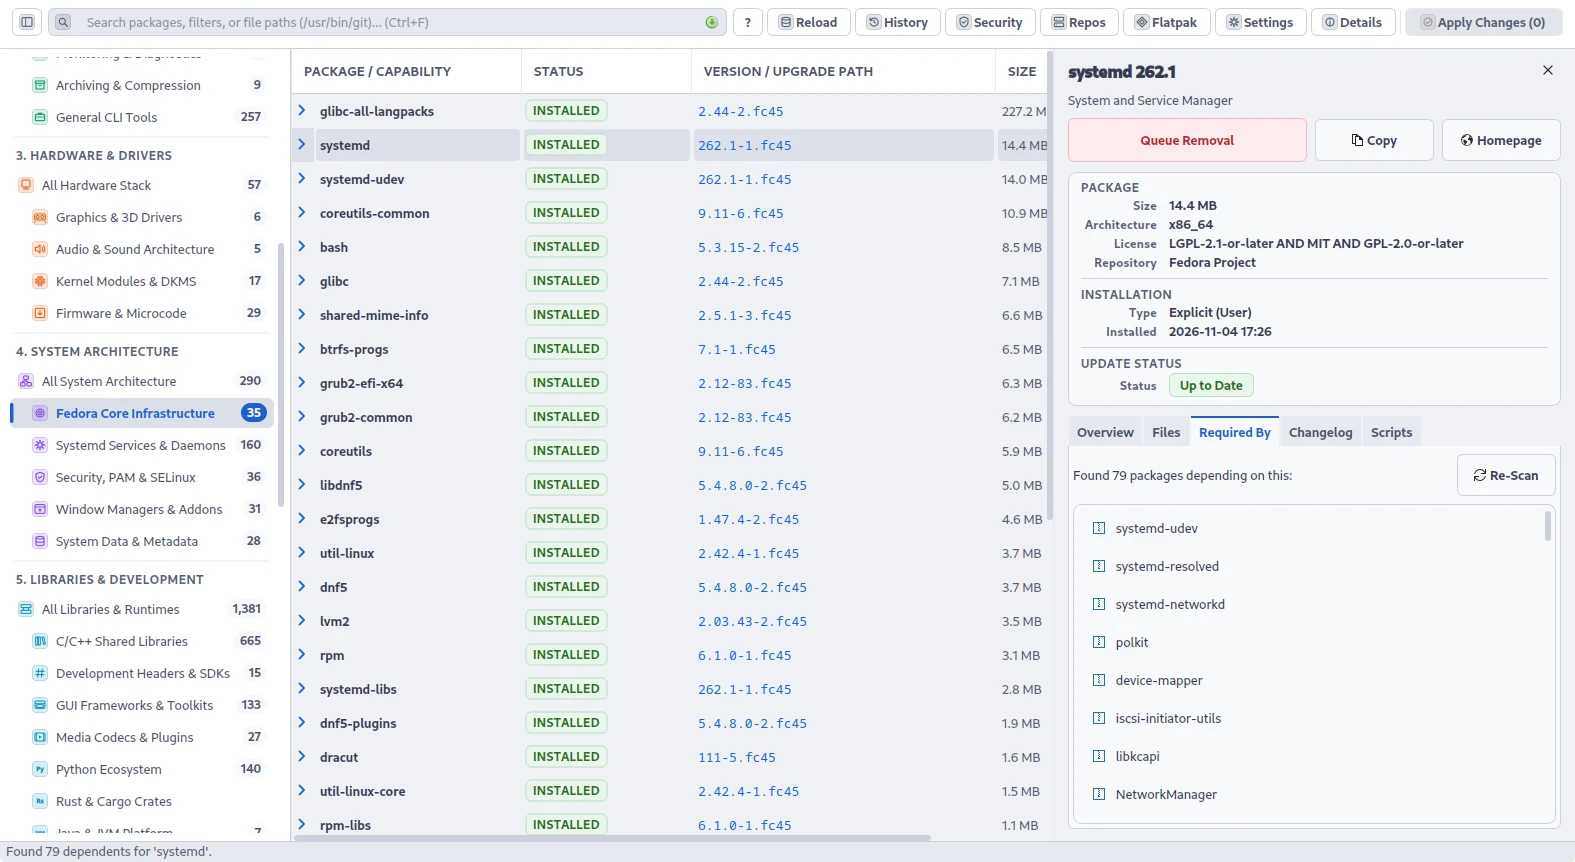 Search packages, filters, or file paths (/usr/bin/git)... (Ctrl+F)
?
Reload
History
Security
Repos
Flatpak
Settings
Details
Apply Changes (0)
Monitoring & Diagnostics
Archiving & Compression 9
General CLI Tools 257
3. HARDWARE & DRIVERS
All Hardware Stack 57
Graphics & 3D Drivers 6
Audio & Sound Architecture 5
Kernel Modules & DKMS 17
Firmware & Microcode 29
4. SYSTEM ARCHITECTURE
All System Architecture 290
Fedora Core Infrastructure 35
Systemd Services & Daemons 160
Security, PAM & SELinux 36
Window Managers & Addons 31
System Data & Metadata 28
5. LIBRARIES & DEVELOPMENT
All Libraries & Runtimes 1,381
C/C++ Shared Libraries 665
Development Headers & SDKs 15
GUI Frameworks & Toolkits 133
Media Codecs & Plugins 27
Py Python Ecosystem 140
Rs Rust & Cargo Crates
Java & JVM Platform 7
PACKAGE / CAPABILITY STATUS VERSION / UPGRADE PATH SIZE
glibc-all-langpacks INSTALLED 2.44-2.fc45 227.2 M
systemd INSTALLED 262.1-1.fc45 14.4 MB
systemd-udev INSTALLED 262.1-1.fc45 14.0 MB
coreutils-common INSTALLED 9.11-6.fc45 10.9 MB
bash INSTALLED 5.3.15-2.fc45 8.5 MB
glibc INSTALLED 2.44-2.fc45 7.1 MB
shared-mime-info INSTALLED 2.5.1-3.fc45 6.6 MB
btrfs-progs INSTALLED 7.1-1.fc45 6.5 MB
grub2-efi-x64 INSTALLED 2.12-83.fc45 6.3 MB
grub2-common INSTALLED 2.12-83.fc45 6.2 MB
coreutils INSTALLED 9.11-6.fc45 5.9 MB
libdnf5 INSTALLED 5.4.8.0-2.fc45 5.0 MB
e2fsprogs INSTALLED 1.47.4-2.fc45 4.6 MB
util-linux INSTALLED 2.42.4-1.fc45 3.7 MB
dnf5 INSTALLED 5.4.8.0-2.fc45 3.7 MB
lvm2 INSTALLED 2.03.43-2.fc45 3.5 MB
rpm INSTALLED 6.1.0-1.fc45 3.1 MB
systemd-libs INSTALLED 262.1-1.fc45 2.8 MB
dnf5-plugins INSTALLED 5.4.8.0-2.fc45 1.9 MB
dracut INSTALLED 111-5.fc45 1.6 MB
util-linux-core INSTALLED 2.42.4-1.fc45 1.5 MB
rpm-libs INSTALLED 6.1.0-1.fc45 1.1 MB
systemd 262.1
System and Service Manager
Queue Removal
Copy
Homepage
PACKAGE
Size 14.4 MB
Architecture x86_64
License LGPL-2.1-or-later AND MIT AND GPL-2.0-or-later
Repository Fedora Project
INSTALLATION
Type Explicit (User)
Installed 2026-11-04 17:26
UPDATE STATUS
Status Up to Date
Overview Files Required By Changelog Scripts
Found 79 packages depending on this:
Re-Scan
systemd-udev
systemd-resolved
systemd-networkd
polkit
device-mapper
iscsi-initiator-utils
libkcapi
NetworkManager
Found 79 dependents for 'systemd'.